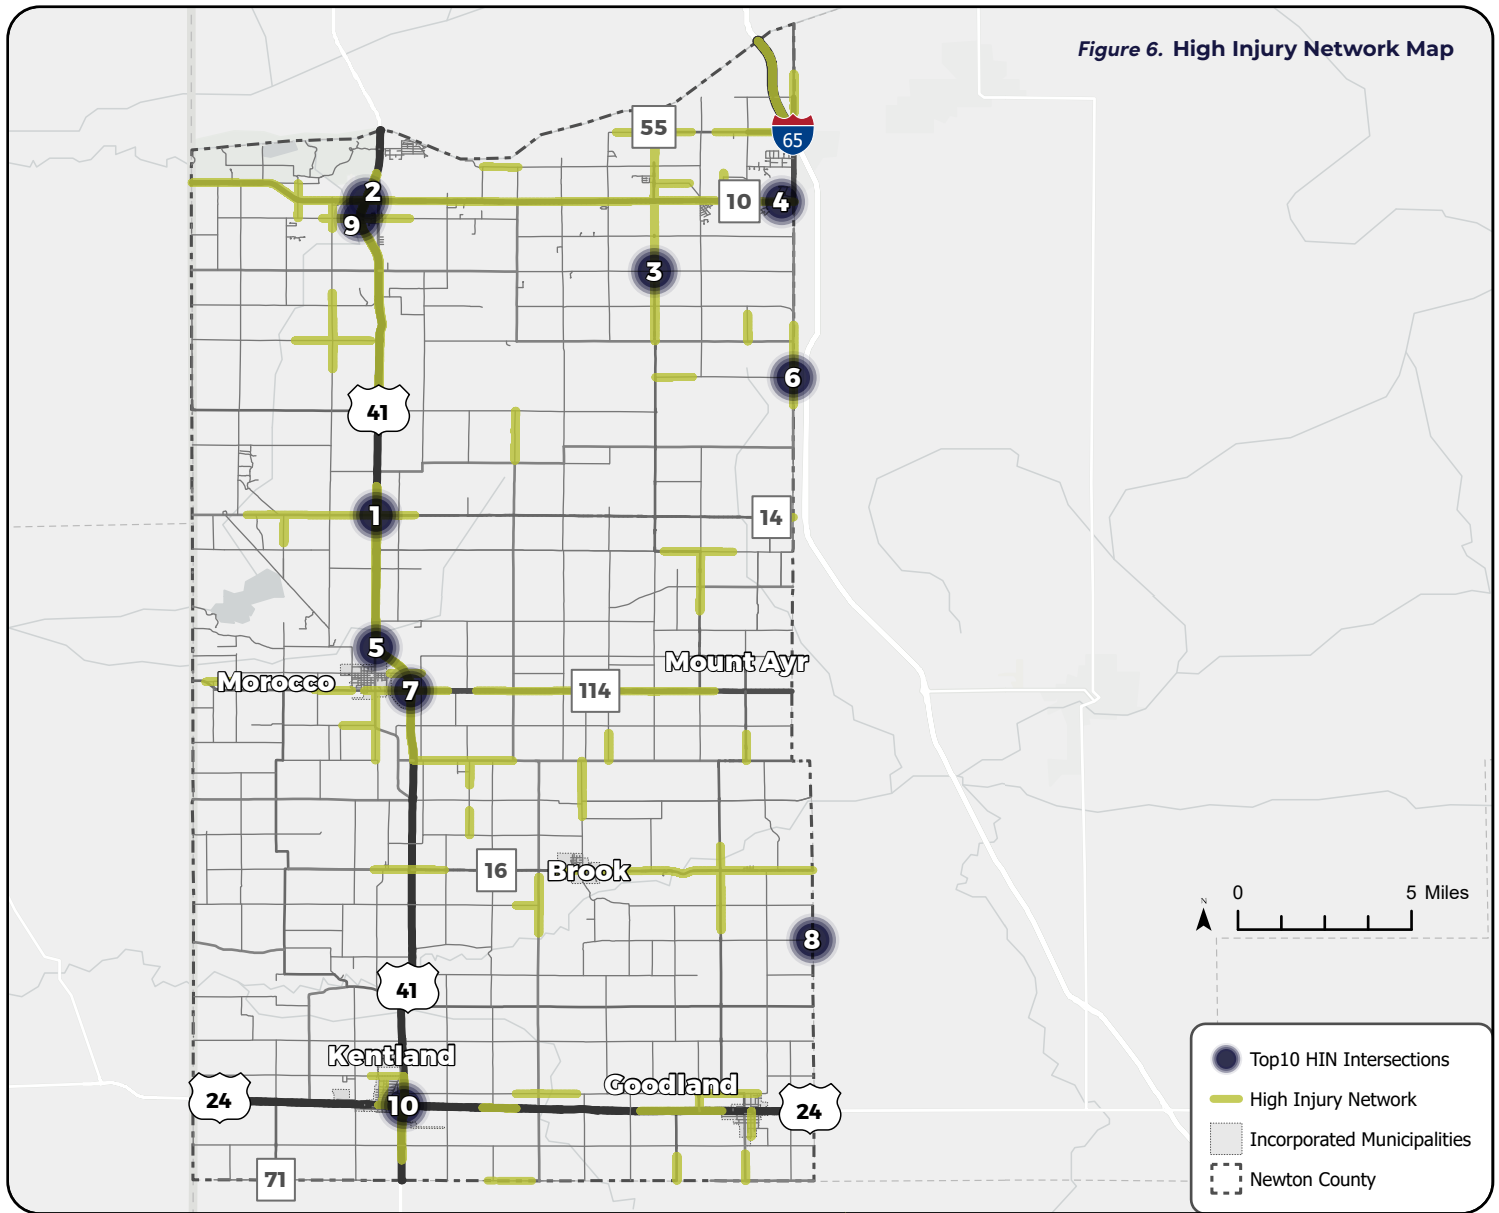 Figure 6. High Injury Network Map
55
65
2
10
4
9
3
6
41
1
14
5
Mount Ayr
Morocco
7
114
16
Brook
0 5 Miles
N
8
41
Kentland
Goodland
24
10
24
71
Top10 HIN Intersections
High Injury Network
Incorporated Municipalities
Newton County